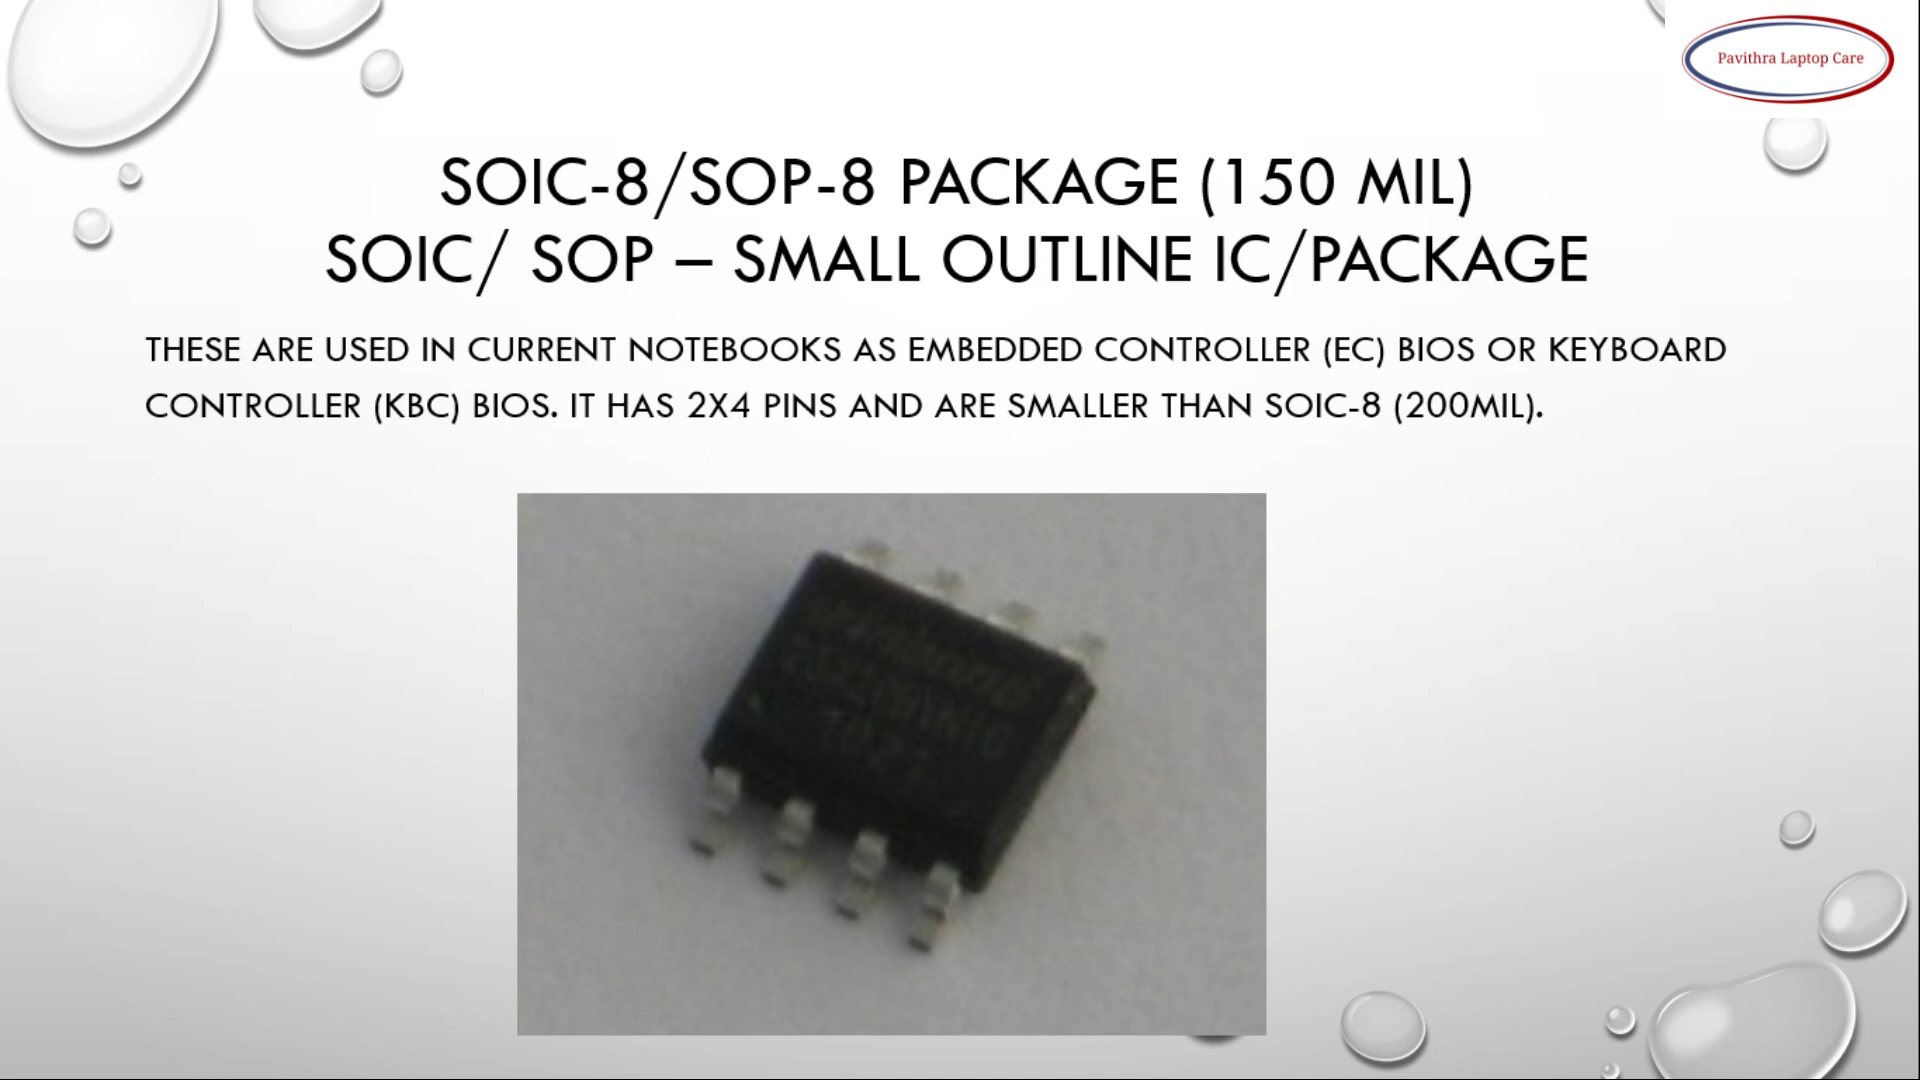 Pavithra Laptop Care
SOIC-8/SOP-8 PACKAGE (150 MIL)
SOIC/ SOP – SMALL OUTLINE IC/PACKAGE
THESE ARE USED IN CURRENT NOTEBOOKS AS EMBEDDED CONTROLLER (EC) BIOS OR KEYBOARD
CONTROLLER (KBC) BIOS. IT HAS 2X4 PINS AND ARE SMALLER THAN SOIC-8 (200MIL).